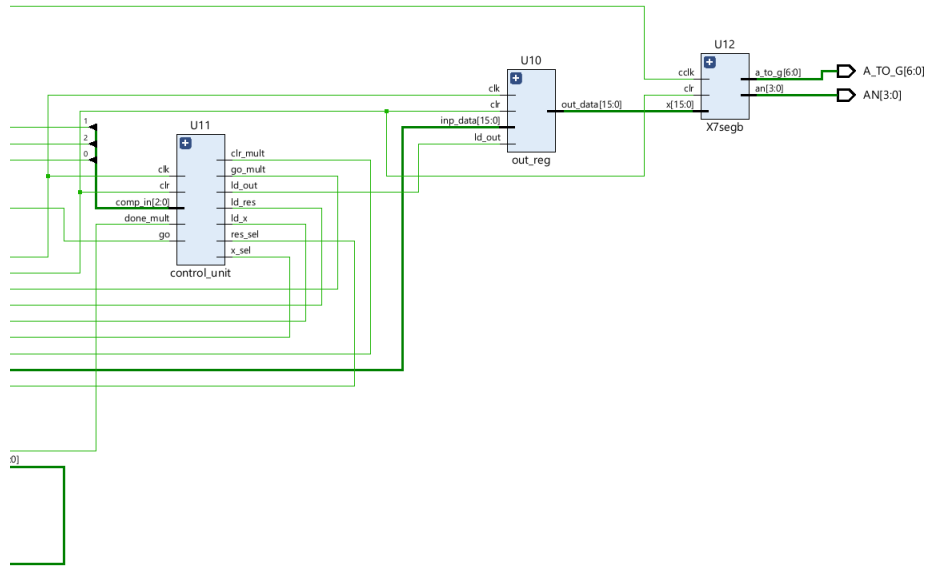 U12
cclk
clr
x[15:0]
a_to_g[6:0]
an[3:0]
X7segb
A_TO_G[6:0]
AN[3:0]
U10
clk
clr
inp_data[15:0]
ld_out
out_data[15:0]
out_reg
1
2
0
U11
clk
clr
comp_in[2:0]
done_mult
go
clr_mult
go_mult
ld_out
ld_res
ld_x
res_sel
x_sel
control_unit
:0]